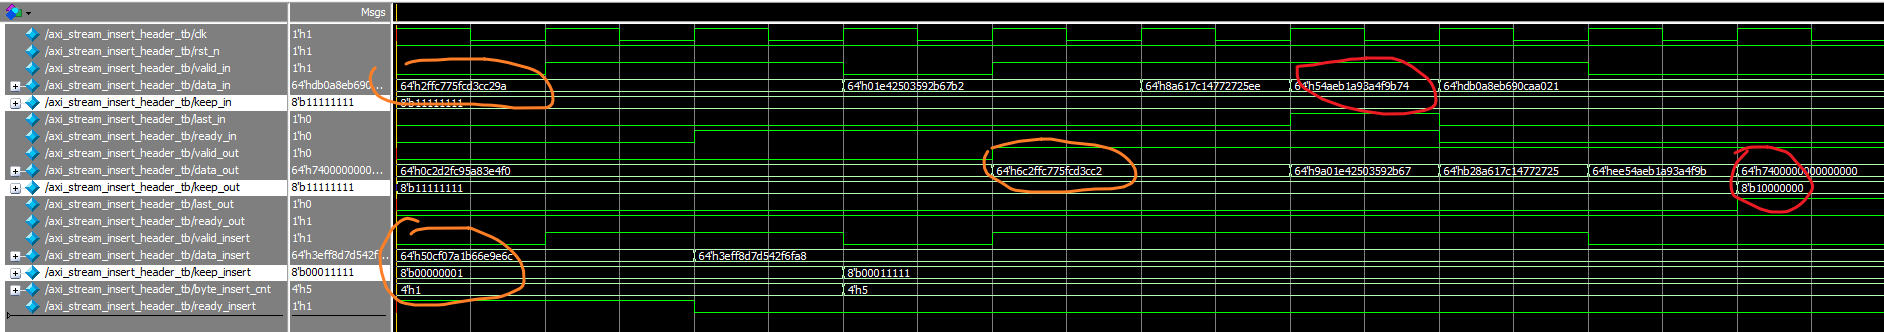 Msgs
/axi_stream_insert_header_tb/clk 1'h1
/axi_stream_insert_header_tb/rst_n 1'h1
/axi_stream_insert_header_tb/valid_in 1'h1
/axi_stream_insert_header_tb/data_in 64'hdb0a8eb690... 64'h2ffc775fcd3cc29a 64'h01e42503592b67b2 64'h8a617c14772725ee 64'h54aeb1a93a4f9b74 64'hdb0a8eb690caa021
/axi_stream_insert_header_tb/keep_in 8'b11111111 8'b11111111
/axi_stream_insert_header_tb/last_in 1'h0
/axi_stream_insert_header_tb/ready_in 1'h1
/axi_stream_insert_header_tb/valid_out 1'h0
/axi_stream_insert_header_tb/data_out 64'h7400000000... 64'h0c2d2fc95a83e4f0 64'h6c2ffc775fcd3cc2 64'h9a01e42503592b67 64'hb28a617c14772725 64'hee54aeb1a93a4f9b 64'h7400000000000000
/axi_stream_insert_header_tb/keep_out 8'b11111111 8'b11111111 8'b10000000
/axi_stream_insert_header_tb/last_out 1'h0
/axi_stream_insert_header_tb/ready_out 1'h1
/axi_stream_insert_header_tb/valid_insert 1'h1
/axi_stream_insert_header_tb/data_insert 64'h3eff8d7d542f... 64'h50cf07a1b66e9e6c 64'h3eff8d7d542f6fa8
/axi_stream_insert_header_tb/keep_insert 8'b00011111 8'b00000001 8'b00011111
/axi_stream_insert_header_tb/byte_insert_cnt 4'h5 4'h1 4'h5
/axi_stream_insert_header_tb/ready_insert 1'h1